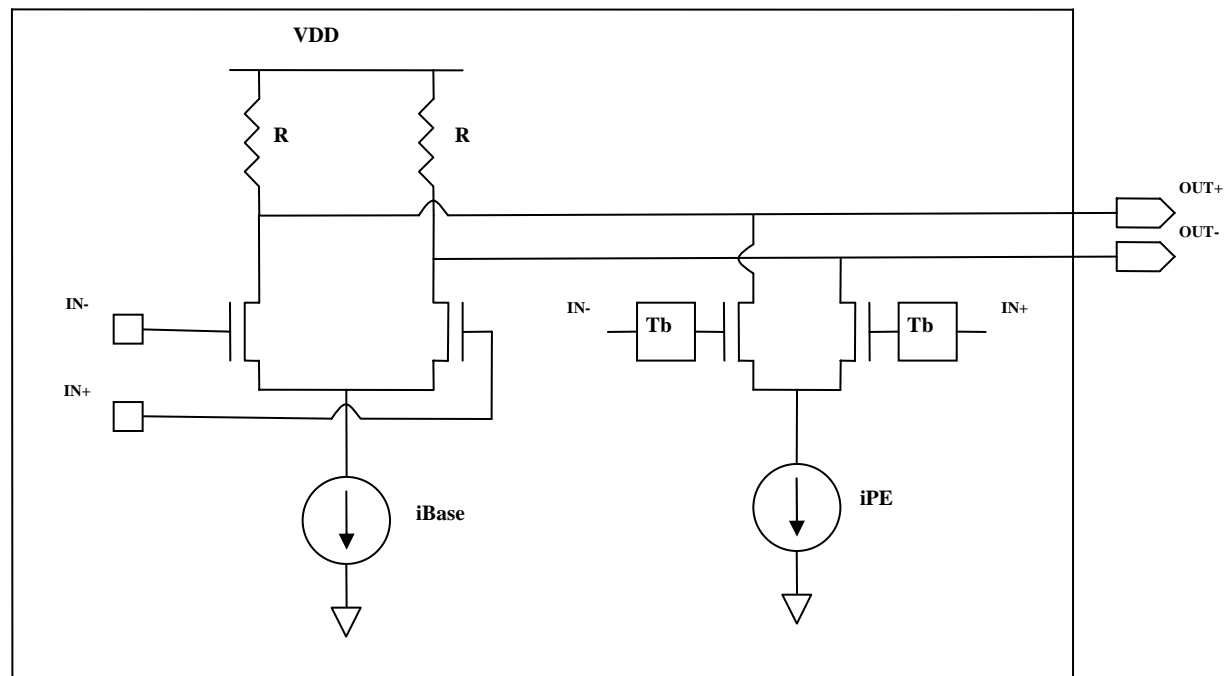 VDD
R
R
OUT+
OUT-
IN-
IN-
Tb
Tb
IN+
IN+
iBase
iPE